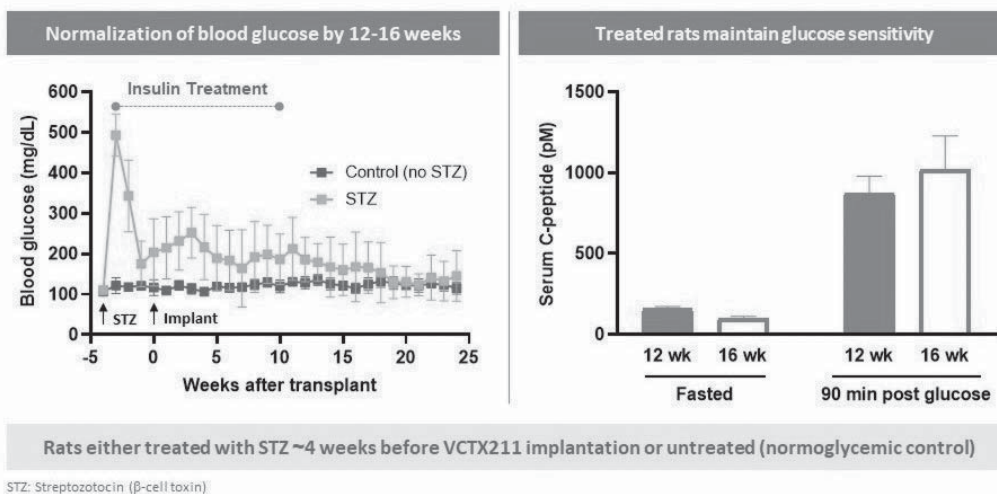 Normalization of blood glucose by 12-16 weeks
Blood glucose (mg/dL)
600
500
400
300
200
100
0
Insulin Treatment
Control (no STZ)
STZ
STZ
Implant
-5
0
5
10
15
20
25
Weeks after transplant
Treated rats maintain glucose sensitivity
Serum C-peptide (pM)
1500
1000
500
0
12 wk
16 wk
12 wk
16 wk
Fasted
90 min post glucose
Rats either treated with STZ ~4 weeks before VCTX211 implantation or untreated (normoglycemic control)
STZ: Streptozotocin (β-cell toxin)